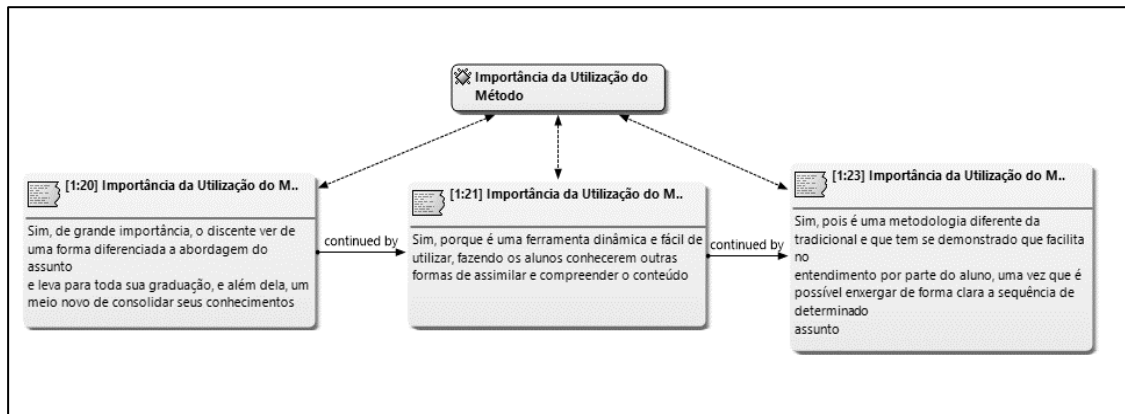 Importância da Utilização do
Método
[1:20] Importância da Utilização do M..
Sim, de grande importância, o discente ver de
uma forma diferenciada a abordagem do
assunto
e leva para toda sua graduação, e além dela, um
meio novo de consolidar seus conhecimentos
continued by
[1:21] Importância da Utilização do M..
Sim, porque é uma ferramenta dinâmica e fácil de
utilizar, fazendo os alunos conhecerem outras
formas de assimilar e compreender o conteúdo
continued by
[1:23] Importância da Utilização do M..
Sim, pois é uma metodologia diferente da
tradicional e que tem se demonstrado que facilita
no
entendimento por parte do aluno, uma vez que é
possível enxergar de forma clara a sequência de
determinado
assunto